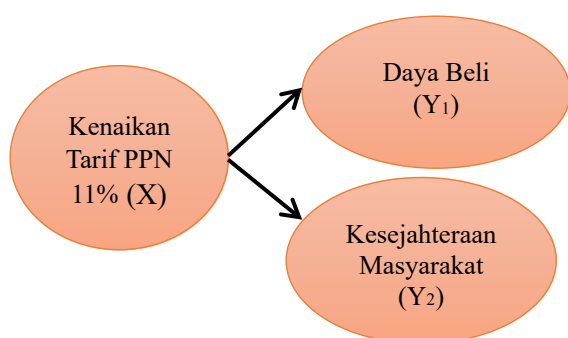 Kenaikan
Tarif PPN
11% (X)
Daya Beli
(Y₁)
Kesejahteraan
Masyarakat
(Y₂)